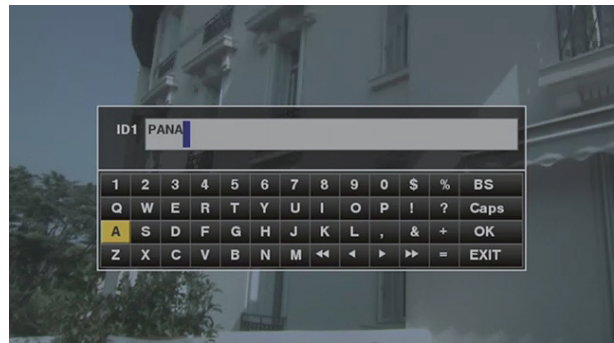 ID1 PANA
1 2 3 4 5 6 7 8 9 0 $ % BS
Q W E R T Y U I O P ! ? Caps
A S D F G H J K L , & + OK
Z X C V B N M ◀◀ ◀ ▶ ▶▶ = EXIT